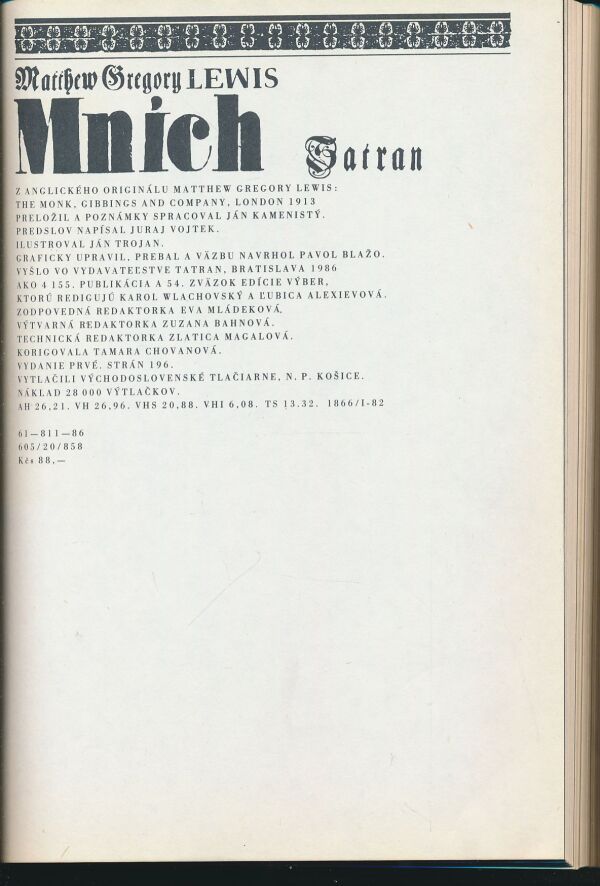 Matthew Gregory LEWIS
Mních Tatran
Z ANGLICKÉHO ORIGINÁLU MATTHEW GREGORY LEWIS:
THE MONK, GIBBINGS AND COMPANY, LONDON 1913
PRELOŽIL A POZNÁMKY SPRACOVAL JÁN KAMENISTÝ.
PREDSLOV NAPÍSAL JURAJ VOJTEK.
ILUSTROVAL JÁN TROJAN.
GRAFICKY UPRAVIL, PREBAL A VÄZBU NAVRHOL PAVOL BLAŽO.
VYŠLO VO VYDAVATEĽSTVE TATRAN, BRATISLAVA 1986
AKO 4 155. PUBLIKÁCIA A 54. ZVÄZOK EDÍCIE VÝBER,
KTORÚ REDIGUJÚ KAROL WLACHOVSKÝ A ĽUBICA ALEXIEVOVÁ.
ZODPOVEDNÁ REDAKTORKA EVA MLÁDEKOVÁ,
VÝTVARNÁ REDAKTORKA ZUZANA BAHNOVÁ.
TECHNICKÁ REDAKTORKA ZLATICA MAGALOVÁ.
KORIGOVALA TAMARA CHOVANOVÁ.
VYDANIE PRVÉ. STRÁN 196.
VYTLAČILI VÝCHODOSLOVENSKÉ TLAČIARNE, N. P. KOŠICE.
NÁKLAD 28 000 VÝTLAČKOV.
AH 26,21. VH 26,96. VHS 20,88. VHI 6,08. TS 13.32. 1866/I-82
61—811—86
605/20/858
Kčs 88,—